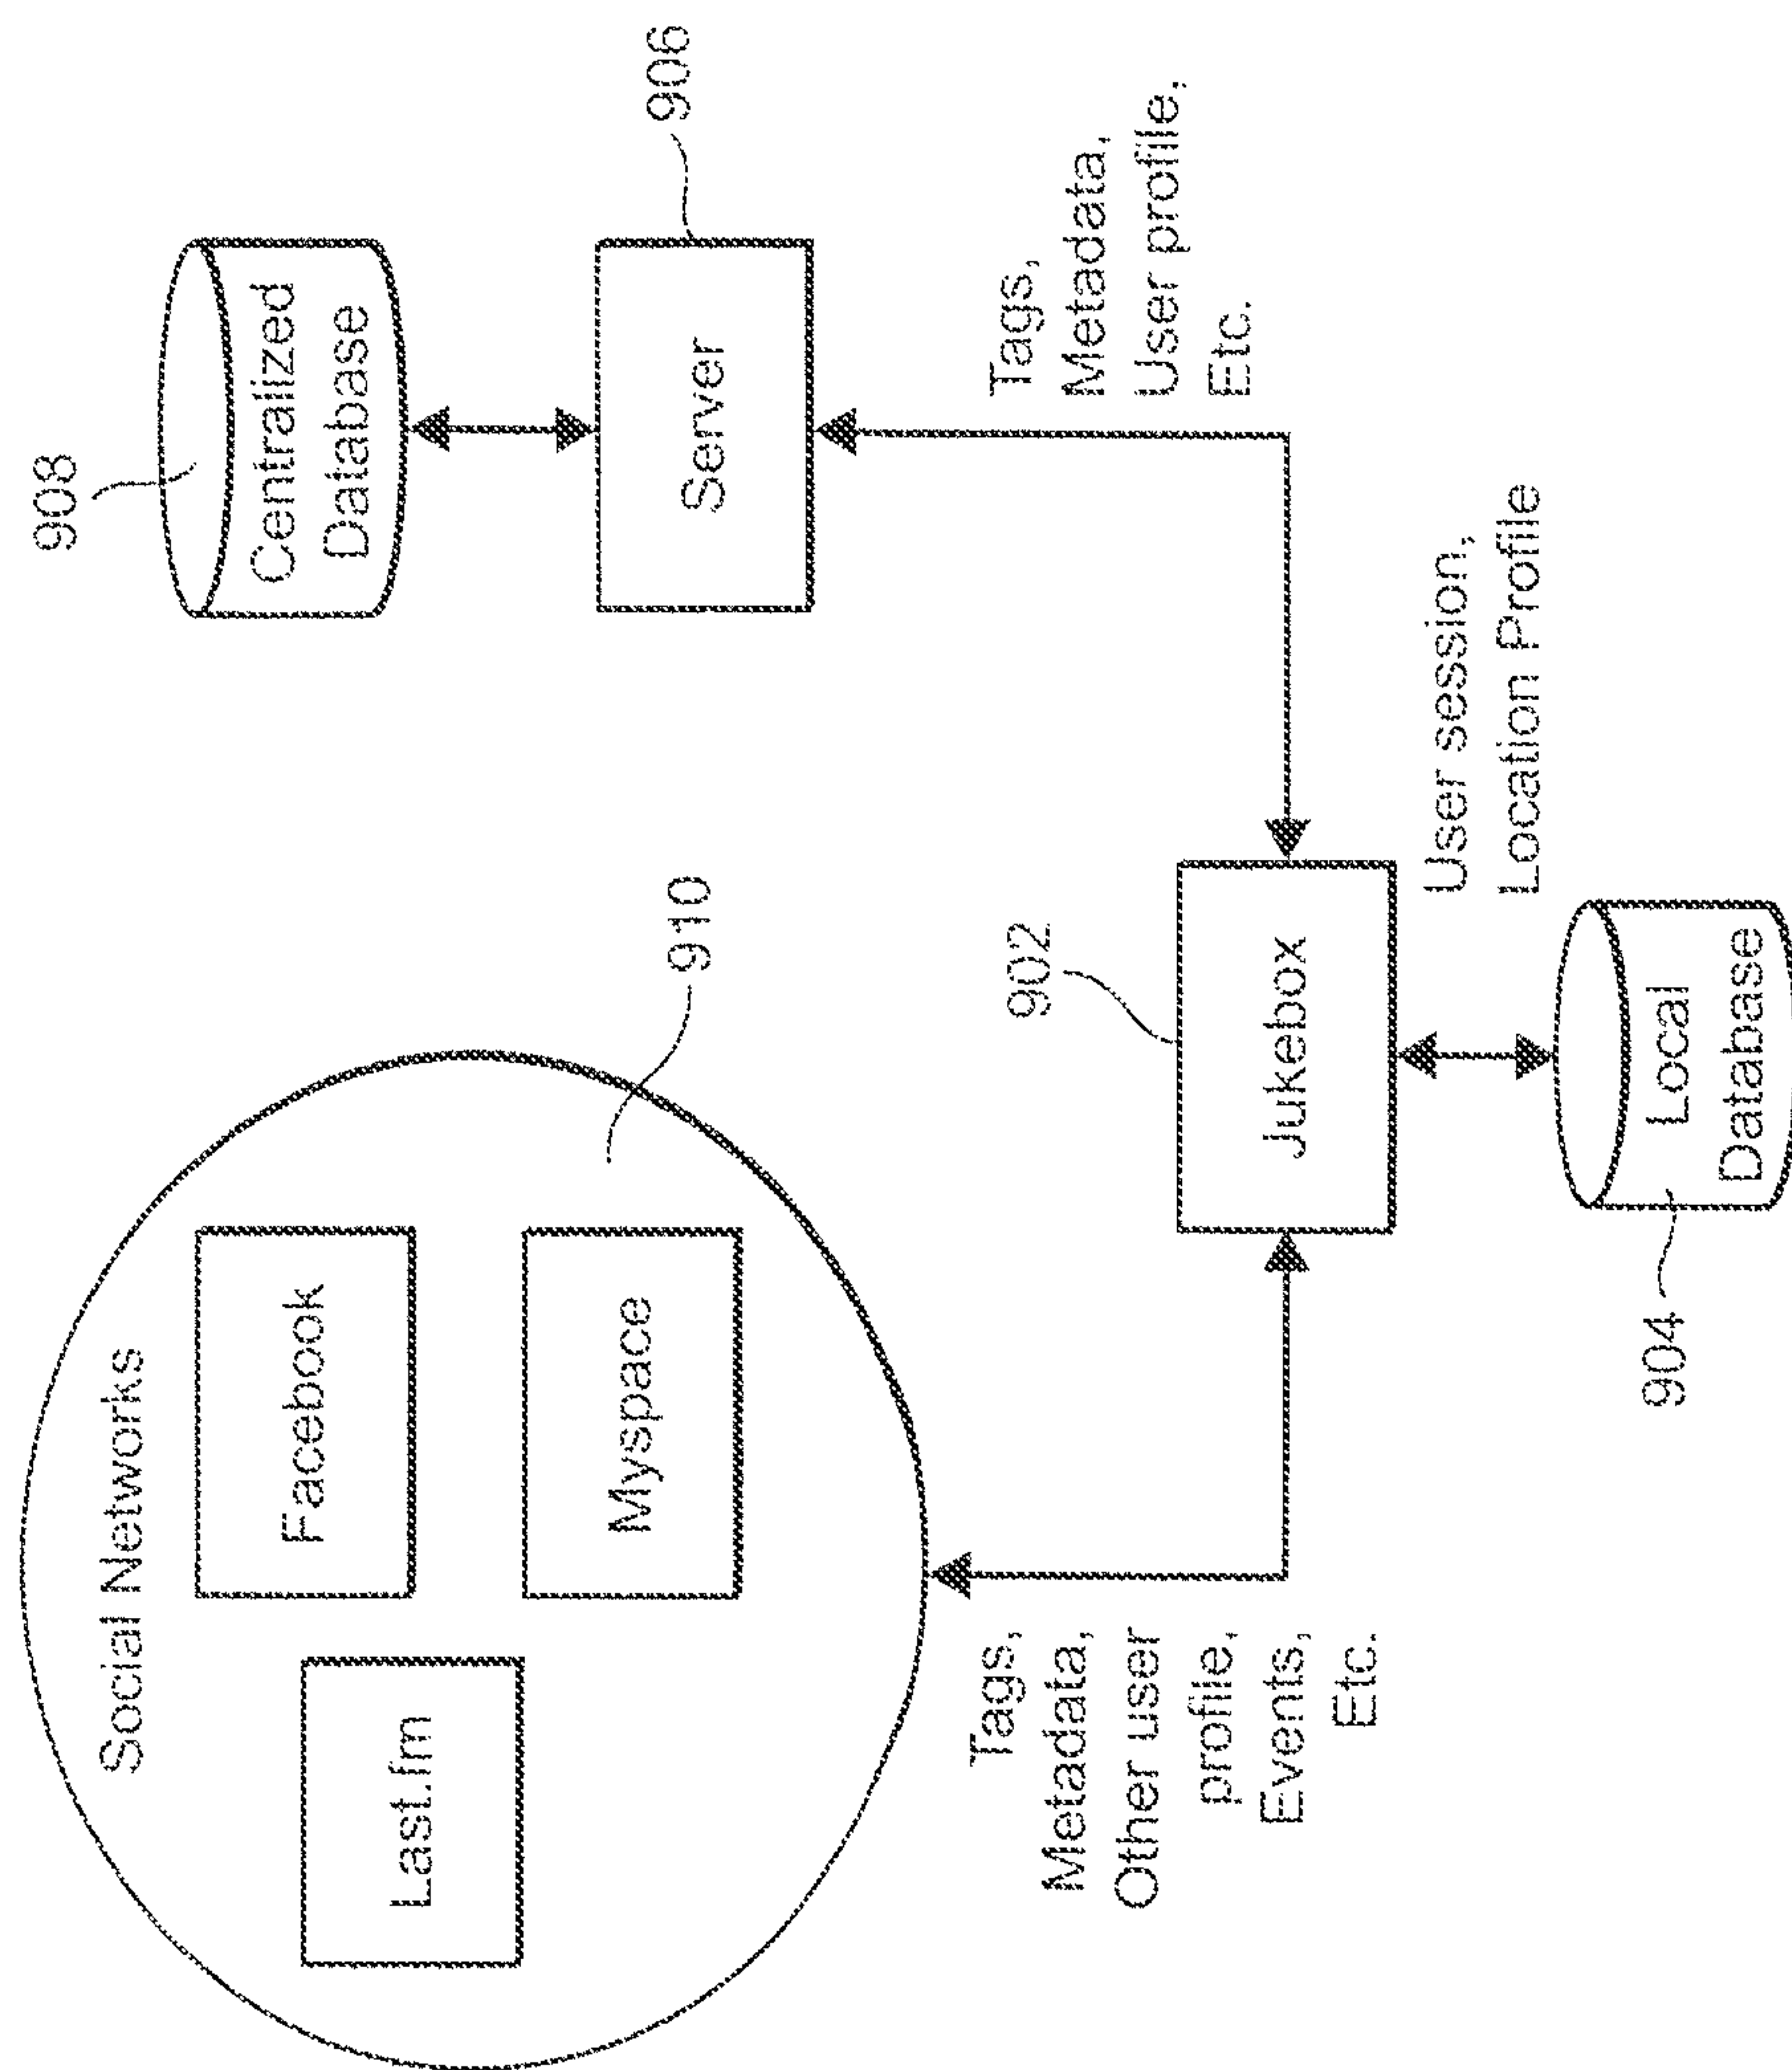 Social Networks
Last.fm
Facebook
Myspace
910
908
Centralized
Database
906
Server
Tags,
Metadata,
Other user
profile,
Events,
Etc.
902
Jukebox
Tags,
Metadata,
User profile,
Etc.
User session,
Location Profile
904
Local
Database